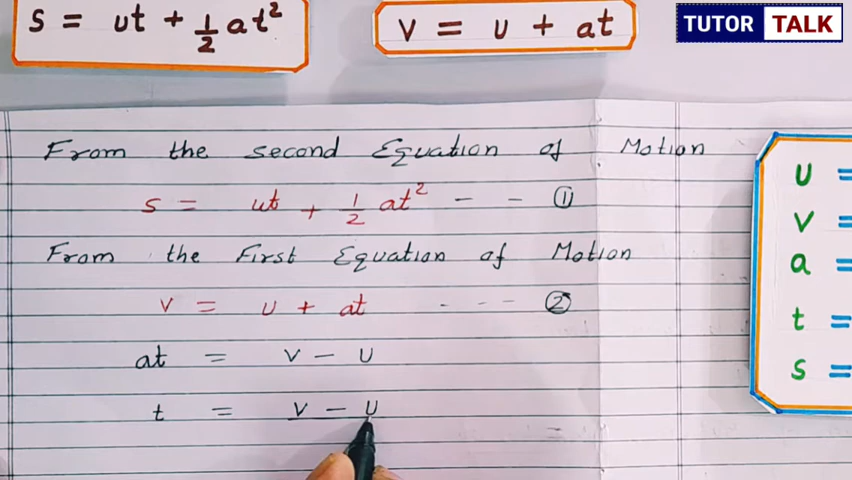 s = ut + 1/2 at²
v = u + at
TUTOR TALK
From the second Equation of Motion
s = ut + 1/2 at² - - ①
From the First Equation of Motion
v = u + at - - - ②
at = v - u
t = v - u
u =
v =
a =
t =
s =